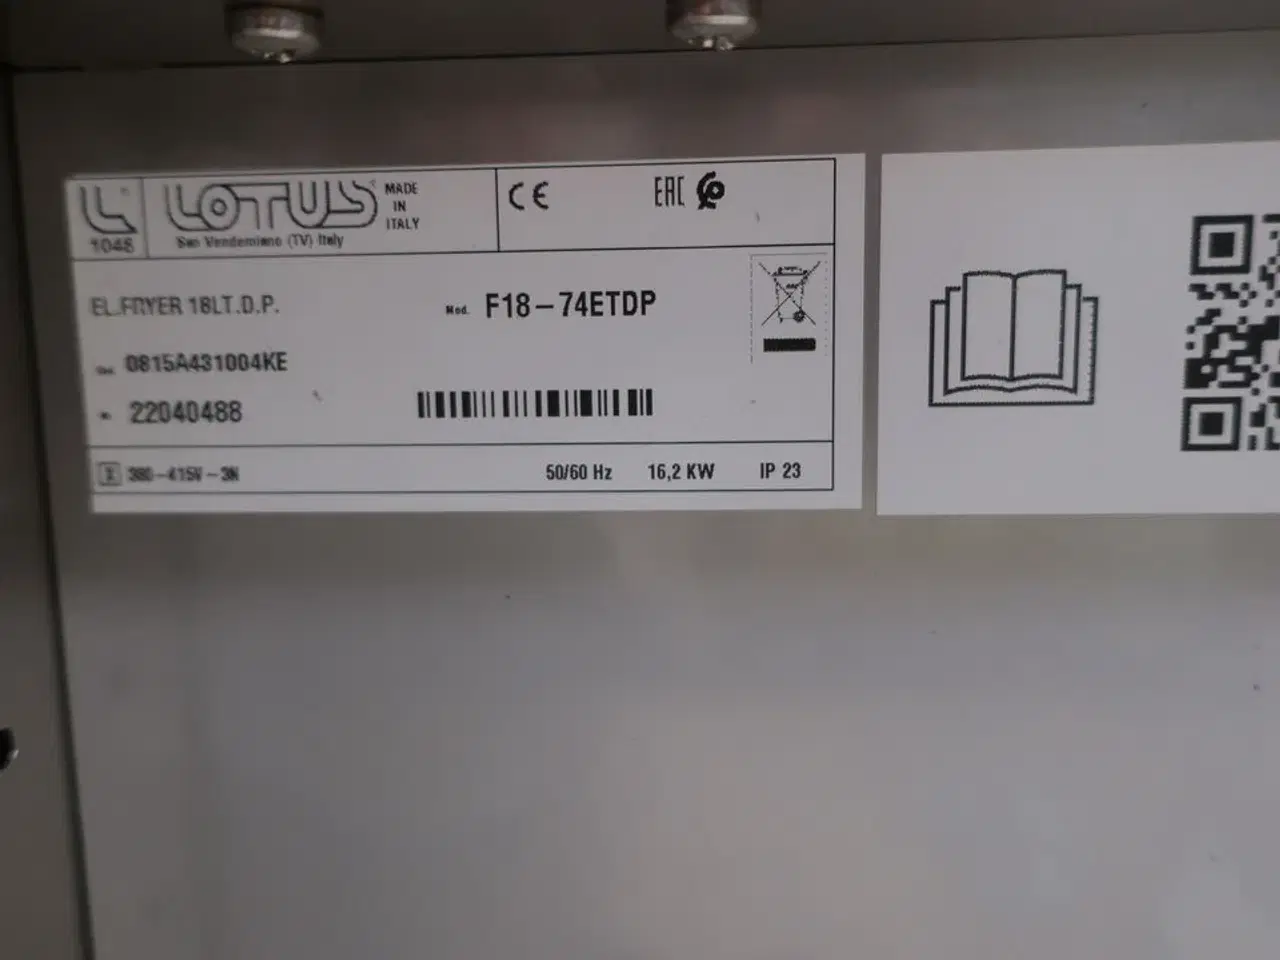 LOTUS
MADE
IN
ITALY
CE
EAC
1046
San Vendemiano (TV) Italy
EL.FRYER 18LT.D.P.
Mod. F18-74ETDP
0815A431004KE
22040488
380-415V~3N
50/60 Hz
16,2 KW
IP 23